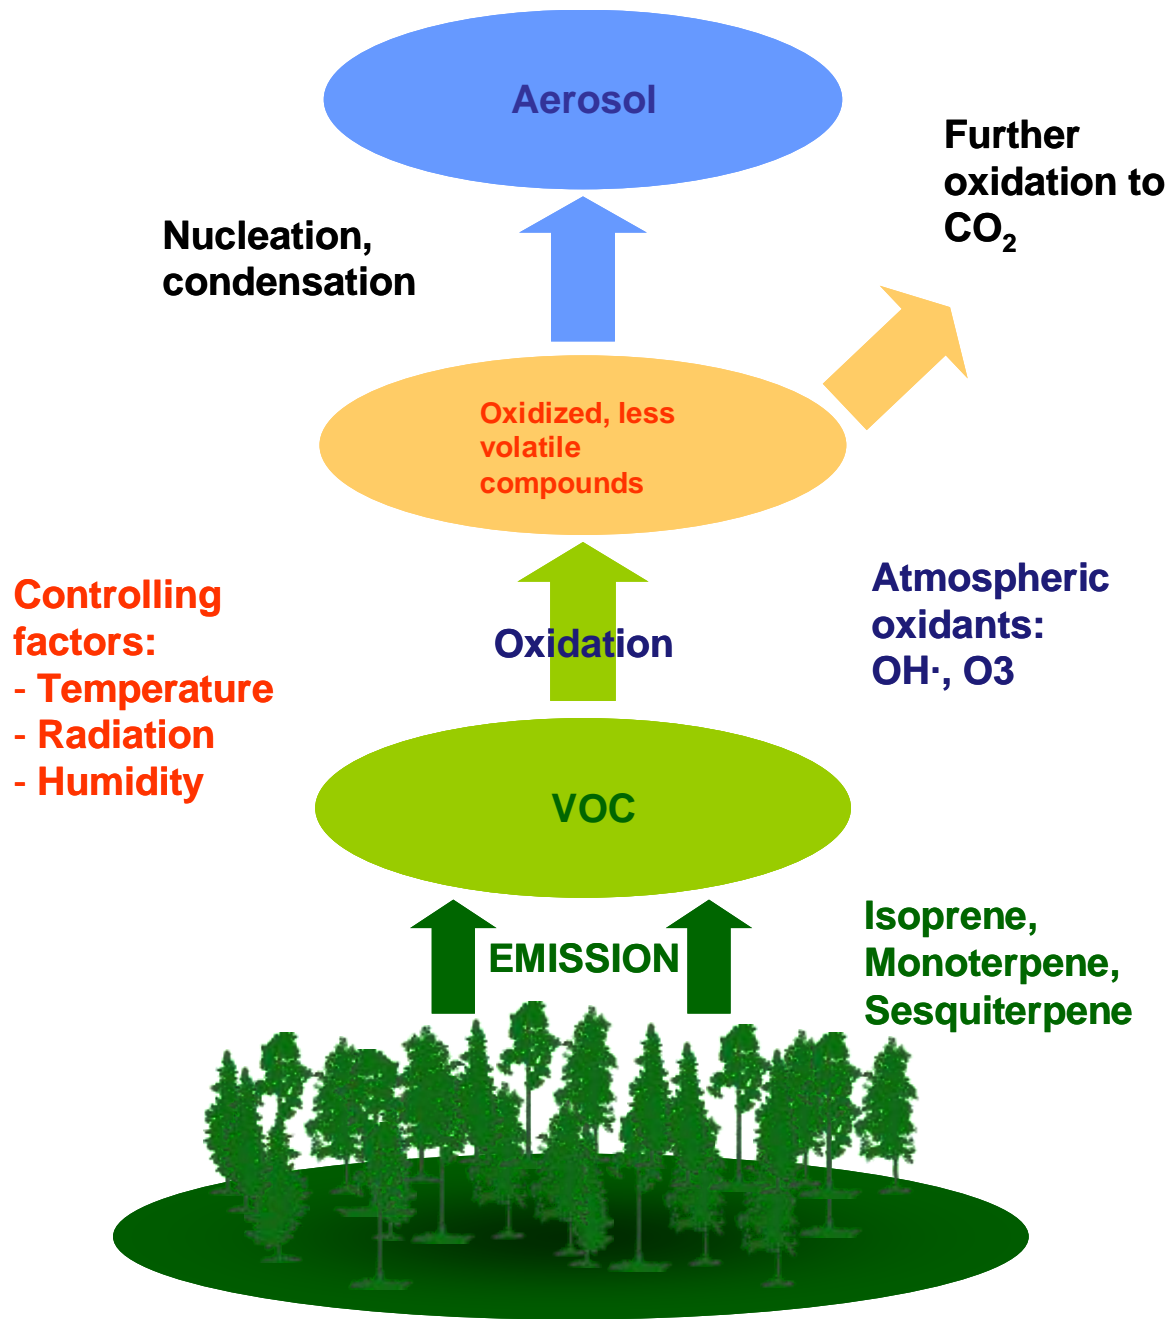 Aerosol
Further
oxidation to
CO₂
Nucleation,
condensation
Oxidized, less
volatile
compounds
Controlling
factors:
- Temperature
- Radiation
- Humidity
Oxidation
Atmospheric
oxidants:
OH·, O3
VOC
EMISSION
Isoprene,
Monoterpene,
Sesquiterpene